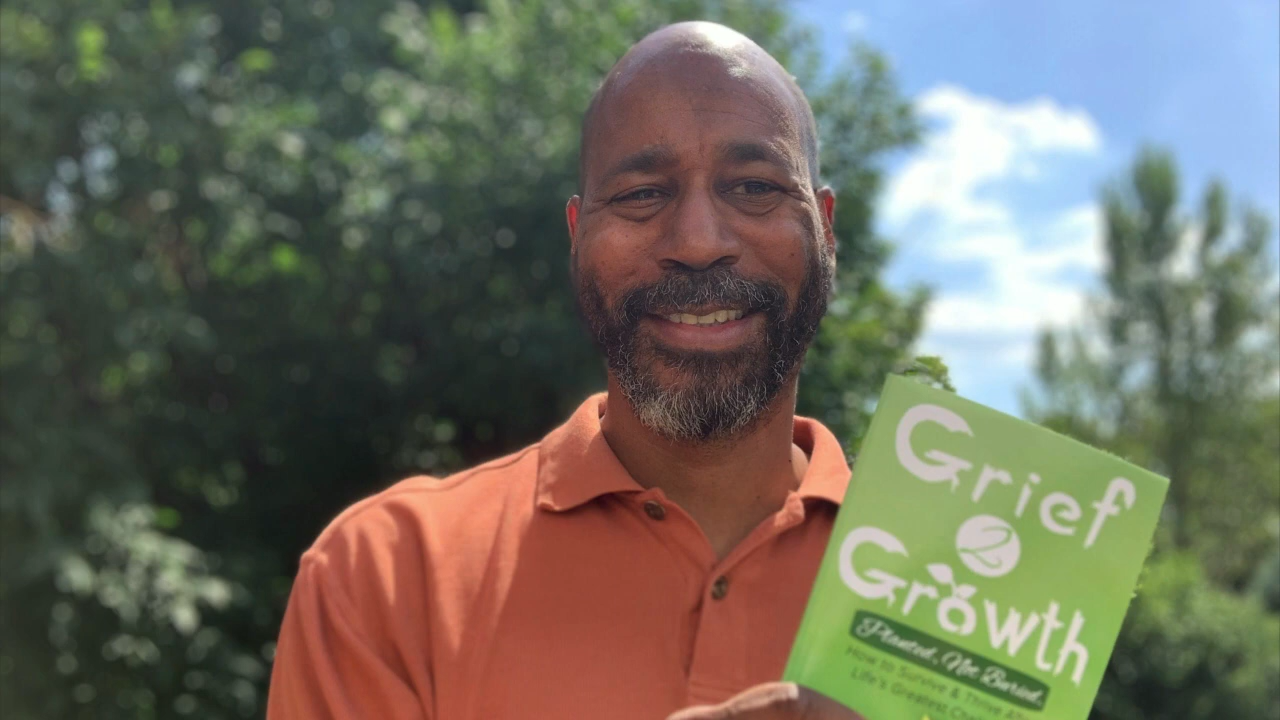 Grief
2
Growth
Planted, Not Buried.
How to Survive & Thrive
Life's Greatest